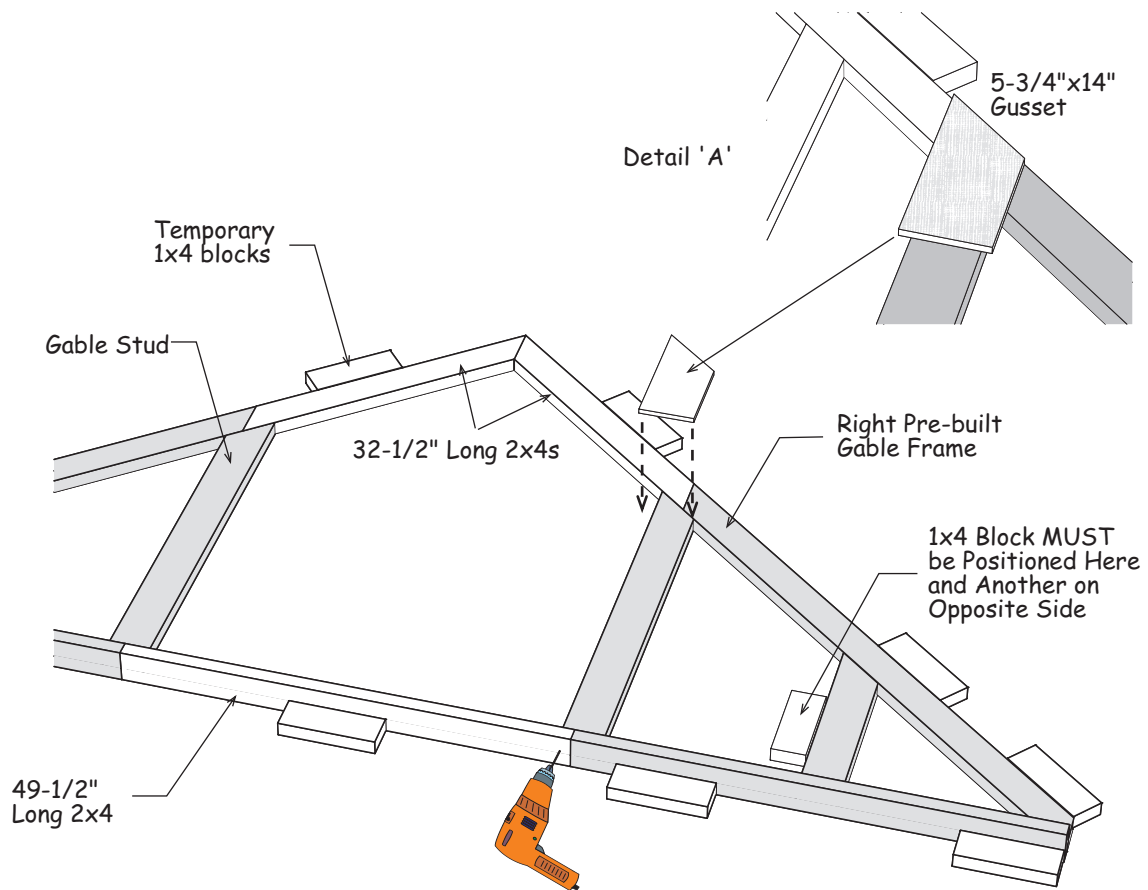 5-3/4"x14"
Gusset
Detail 'A'
Temporary
1x4 blocks
Gable Stud
32-1/2" Long 2x4s
Right Pre-built
Gable Frame
1x4 Block MUST
be Positioned Here
and Another on
Opposite Side
49-1/2"
Long 2x4